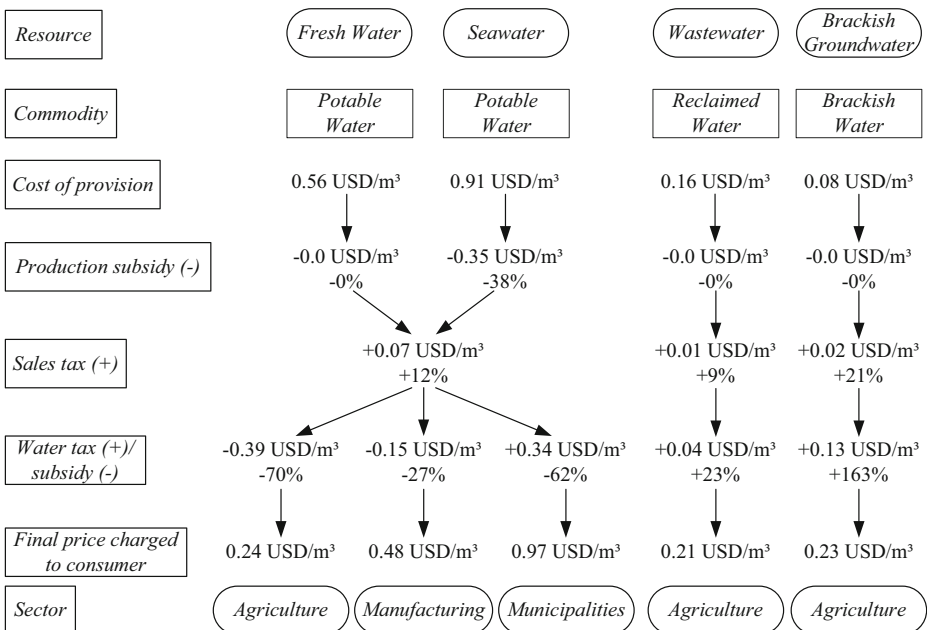 Resource
Fresh Water
Seawater
Wastewater
Brackish
Groundwater
Commodity
Potable
Water
Potable
Water
Reclaimed
Water
Brackish
Water
Cost of provision
0.56 USD/m³
0.91 USD/m³
0.16 USD/m³
0.08 USD/m³
Production subsidy (-)
-0.0 USD/m³
-0%
-0.35 USD/m³
-38%
-0.0 USD/m³
-0%
-0.0 USD/m³
-0%
Sales tax (+)
+0.07 USD/m³
+12%
+0.01 USD/m³
+9%
+0.02 USD/m³
+21%
Water tax (+)/
subsidy (-)
-0.39 USD/m³
-70%
-0.15 USD/m³
-27%
+0.34 USD/m³
-62%
+0.04 USD/m³
+23%
+0.13 USD/m³
+163%
Final price charged
to consumer
0.24 USD/m³
0.48 USD/m³
0.97 USD/m³
0.21 USD/m³
0.23 USD/m³
Sector
Agriculture
Manufacturing
Municipalities
Agriculture
Agriculture